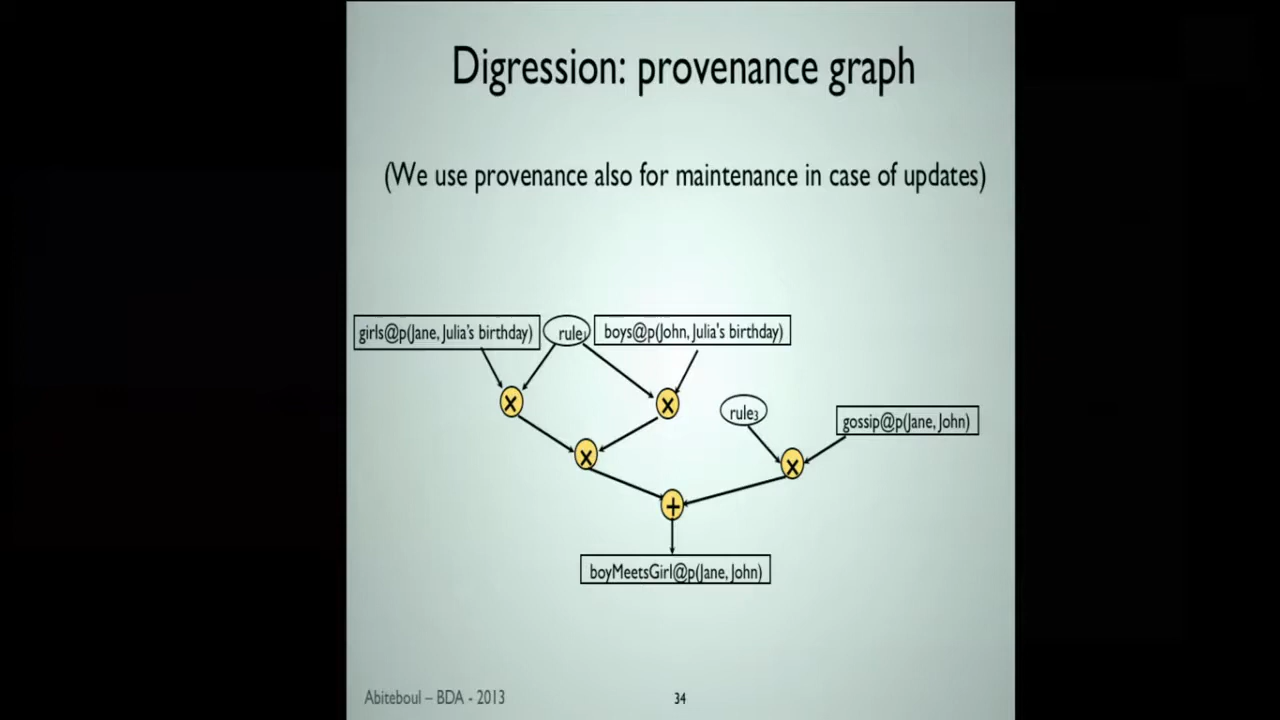 Digression: provenance graph
(We use provenance also for maintenance in case of updates)
girls@p(Jane, Julia's birthday)
rule1
boys@p(John, Julia's birthday)
x
x
rule3
gossip@p(Jane, John)
x
x
+
boyMeetsGirl@p(Jane, John)
Abiteboul – BDA - 2013
34